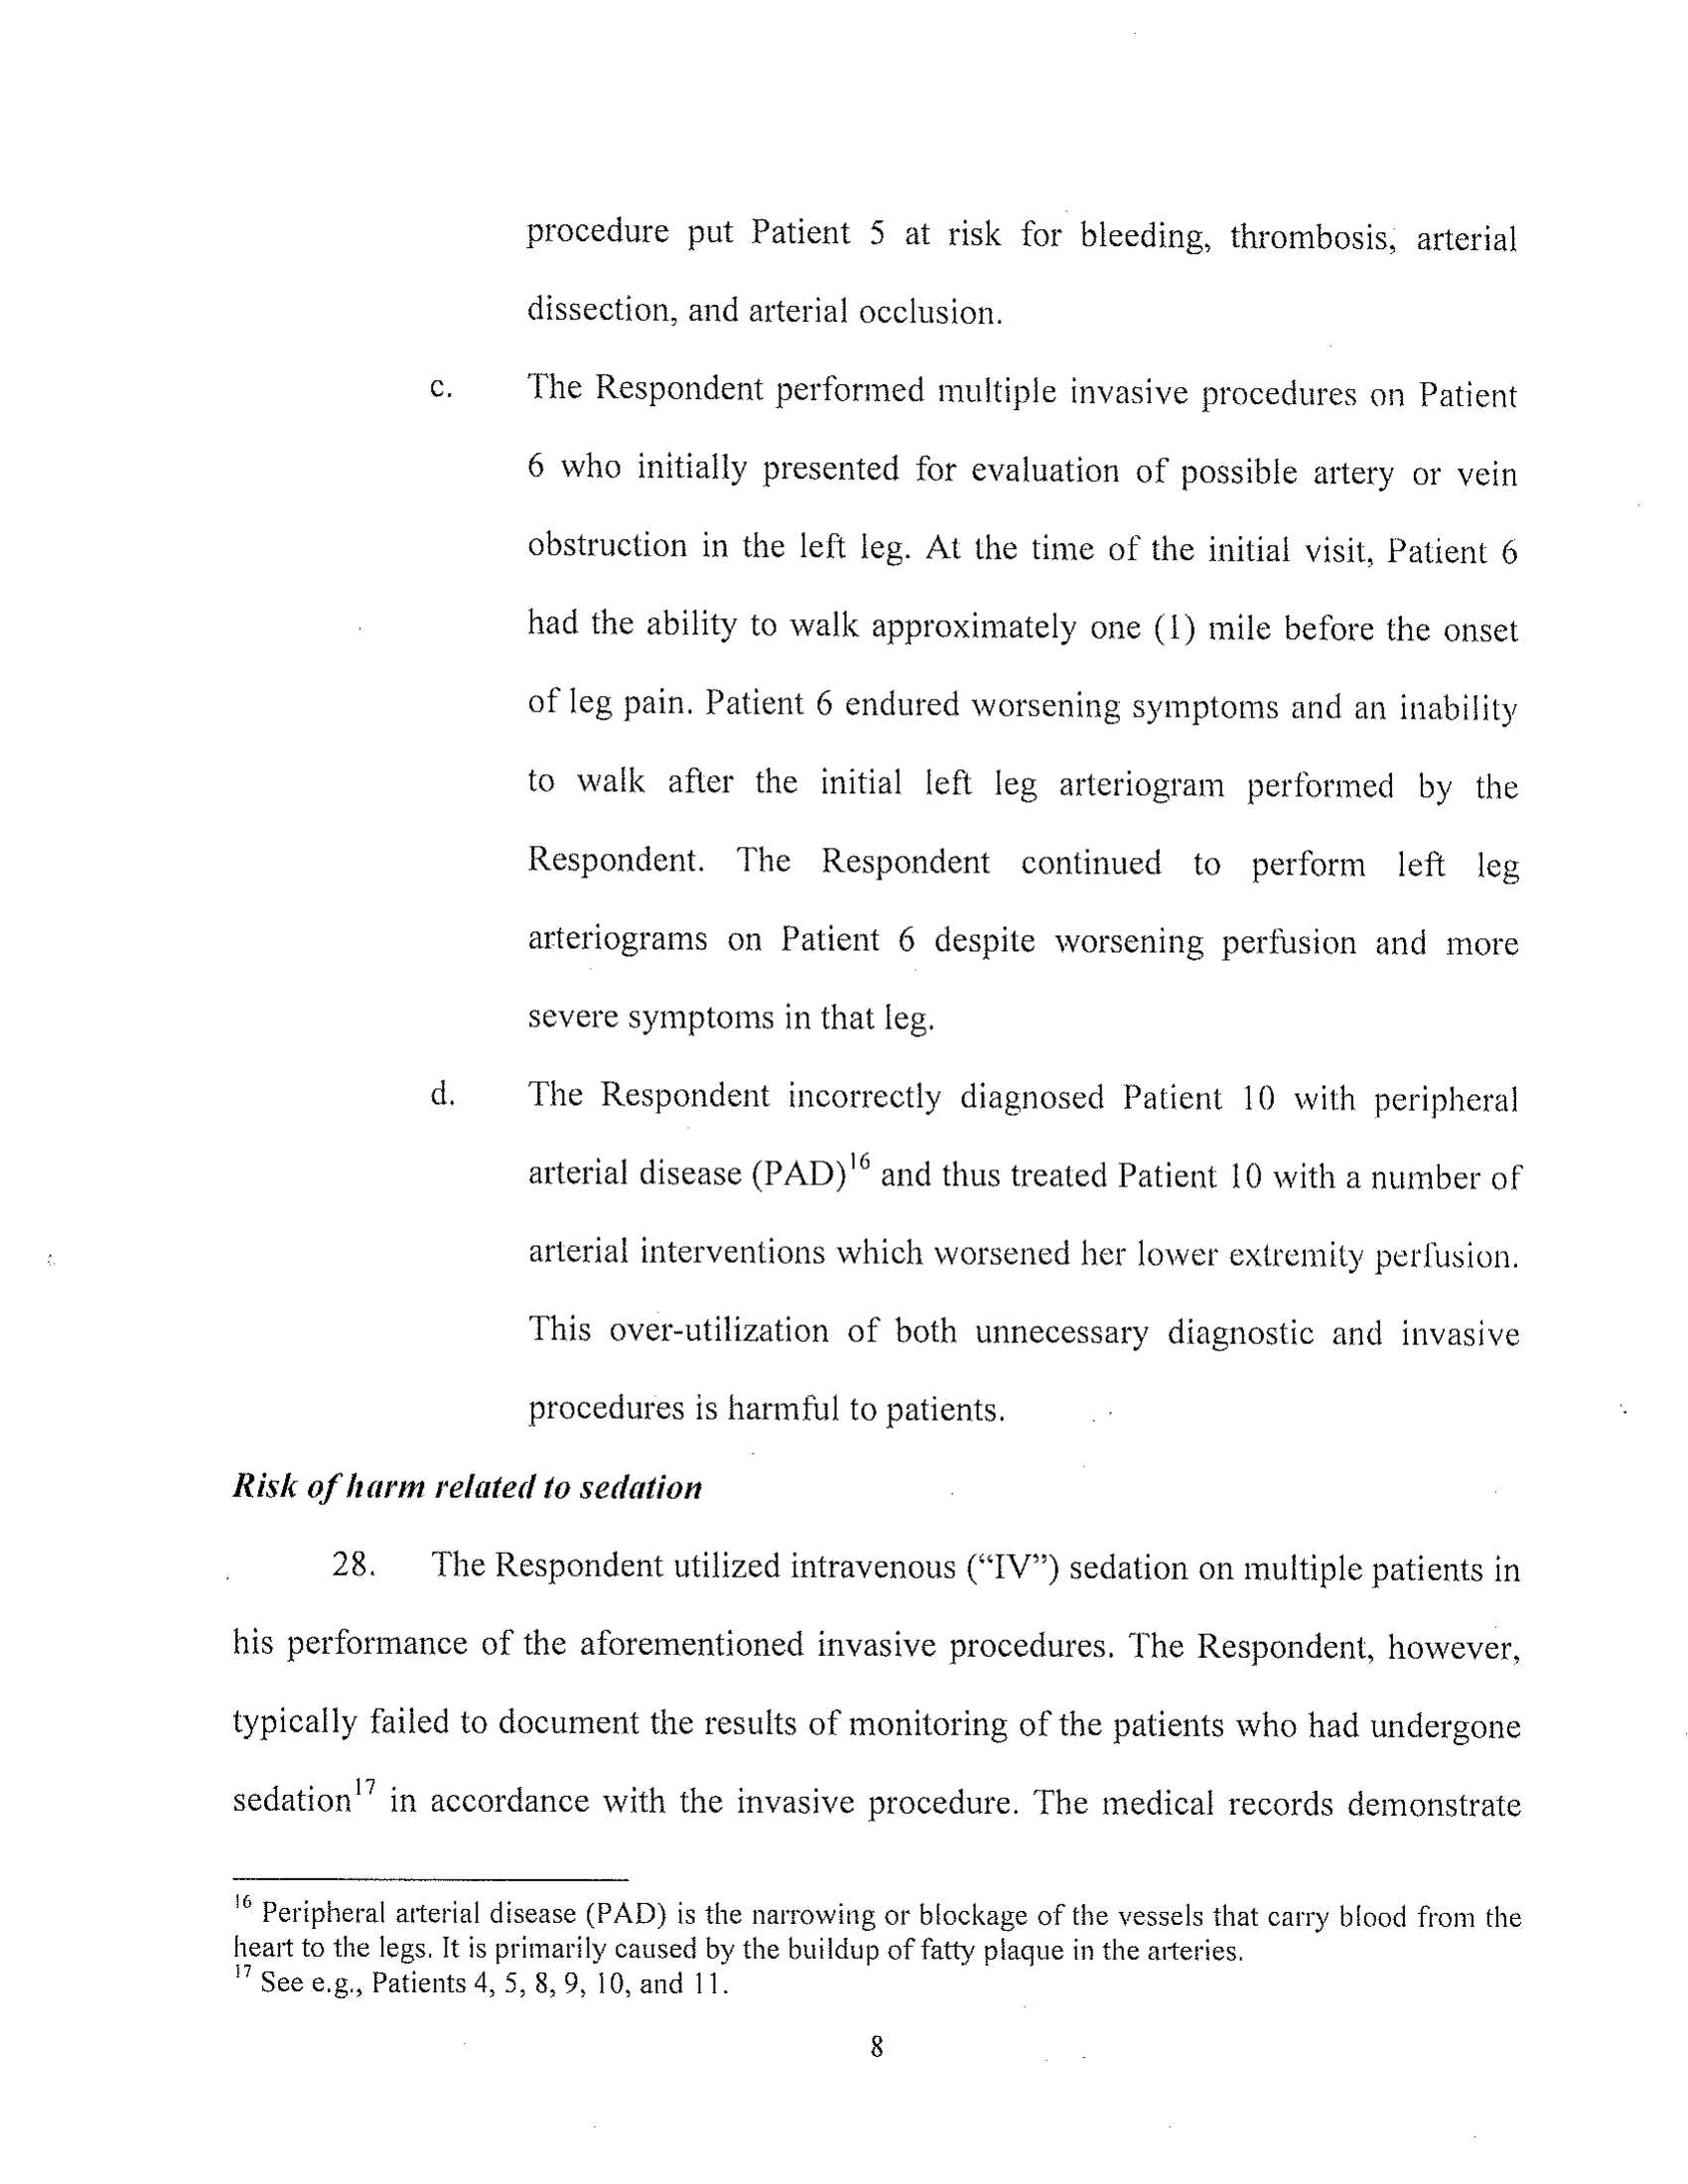 procedure put Patient 5 at risk for bleeding, thrombosis, arterial
dissection, and arterial occlusion.
c. The Respondent performed multiple invasive procedures on Patient
6 who initially presented for evaluation of possible artery or vein
obstruction in the left leg. At the time of the initial visit, Patient 6
had the ability to walk approximately one (1) mile before the onset
of leg pain. Patient 6 endured worsening symptoms and an inability
to walk after the initial left leg arteriogram performed by the
Respondent. The Respondent continued to perform left leg
arteriograms on Patient 6 despite worsening perfusion and more
severe symptoms in that leg.
d. The Respondent incorrectly diagnosed Patient 10 with peripheral
arterial disease (PAD)16 and thus treated Patient 10 with a number of
arterial interventions which worsened her lower extremity perfusion.
This over-utilization of both unnecessary diagnostic and invasive
procedures is harmful to patients.
Risk of harm related to sedation
28. The Respondent utilized intravenous (“IV”) sedation on multiple patients in
his performance of the aforementioned invasive procedures. The Respondent, however,
typically failed to document the results of monitoring of the patients who had undergone
sedation17 in accordance with the invasive procedure. The medical records demonstrate
16 Peripheral arterial disease (PAD) is the narrowing or blockage of the vessels that carry blood from the
heart to the legs. It is primarily caused by the buildup of fatty plaque in the arteries.
17 See e.g., Patients 4, 5, 8, 9, 10, and 11.
8